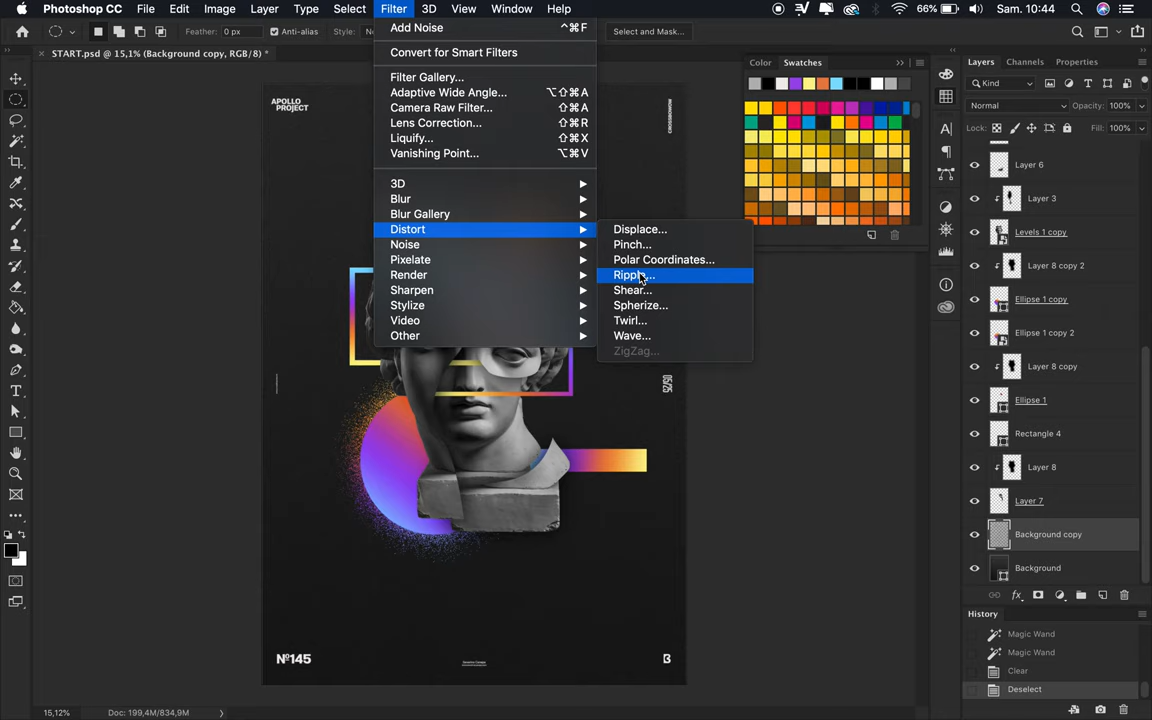 Photoshop CC File Edit Image Layer Type Select Filter 3D View Window Help 66% Sam. 10:44
Feather: 0 px Anti-alias Style: Select and Mask...
START.psd @ 15,1% (Background copy, RGB/8) *
Add Noise ^⌘F
Convert for Smart Filters
Filter Gallery...
Adaptive Wide Angle... ⌥⇧⌘A
Camera Raw Filter... ⇧⌘A
Lens Correction... ⇧⌘R
Liquify... ⇧⌘X
Vanishing Point... ⌥⌘V
3D
Blur
Blur Gallery
Distort
Noise
Pixelate
Render
Sharpen
Stylize
Video
Other
Displace...
Pinch...
Polar Coordinates...
Ripple...
Shear...
Spherize...
Twirl...
Wave...
ZigZag...
APOLLO
PROJECT
05/25
Nº145
B
Color Swatches
Layers Channels Properties
Kind
Normal Opacity: 100%
Lock: Fill: 100%
Layer 6
Layer 3
Levels 1 copy
Layer 8 copy 2
Ellipse 1 copy
Ellipse 1 copy 2
Layer 8 copy
Ellipse 1
Rectangle 4
Layer 8
Layer 7
Background copy
Background
fx
History
Magic Wand
Magic Wand
Clear
Deselect
15,12% Doc: 199,4M/834,9M